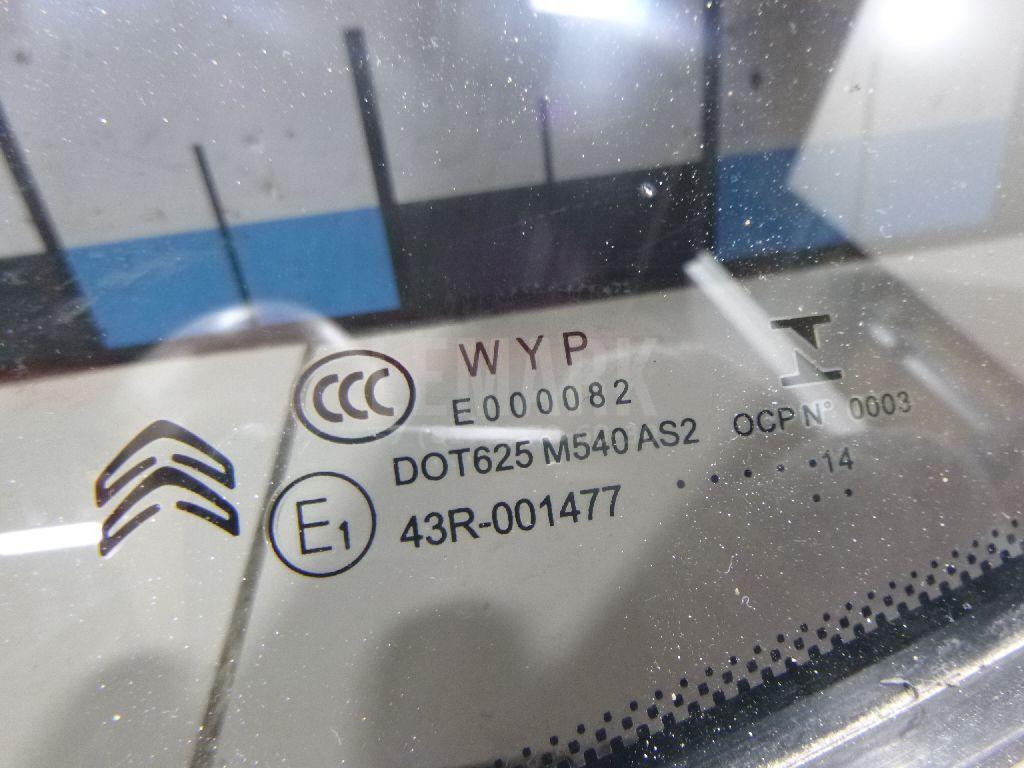 CCC
WYP
E000082
DOT625 M540 AS2
OCP N° 0003
E1
43R-001477
• • • • •14